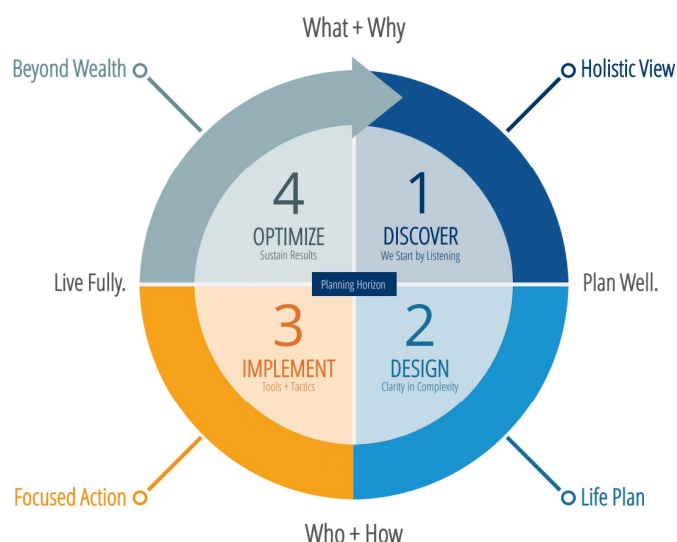 What + Why
Beyond Wealth
Holistic View
4
OPTIMIZE
Sustain Results
1
DISCOVER
We Start by Listening
Live Fully.
Planning Horizon
Plan Well.
3
IMPLEMENT
Tools + Tactics
2
DESIGN
Clarity in Complexity
Focused Action
Life Plan
Who + How